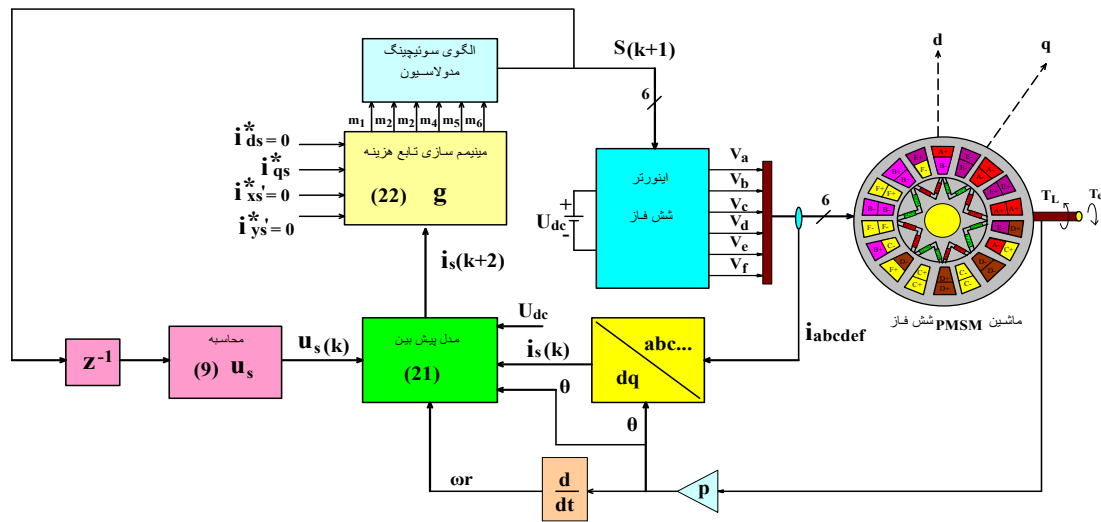 الگوی سوئیچینگ
مدولاسیون
S(k+1)
6
d
q
m1 m2 m2 m4 m5 m6
i*ds=0
i*qs
i*xs'=0
i*ys'=0
مینیمم سازی تابع هزینه
(22) g
اینورتر
شش فاز
+
Udc
-
Va
Vb
Vc
Vd
Ve
Vf
6
TL
ماشین PMSM شش فاز
is(k+2)
iabcdef
Udc
z-1
محاسبه
(9) us
us(k)
مدل پیش بین
(21)
is(k)
θ
abc...
dq
θ
ωr
d
dt
p